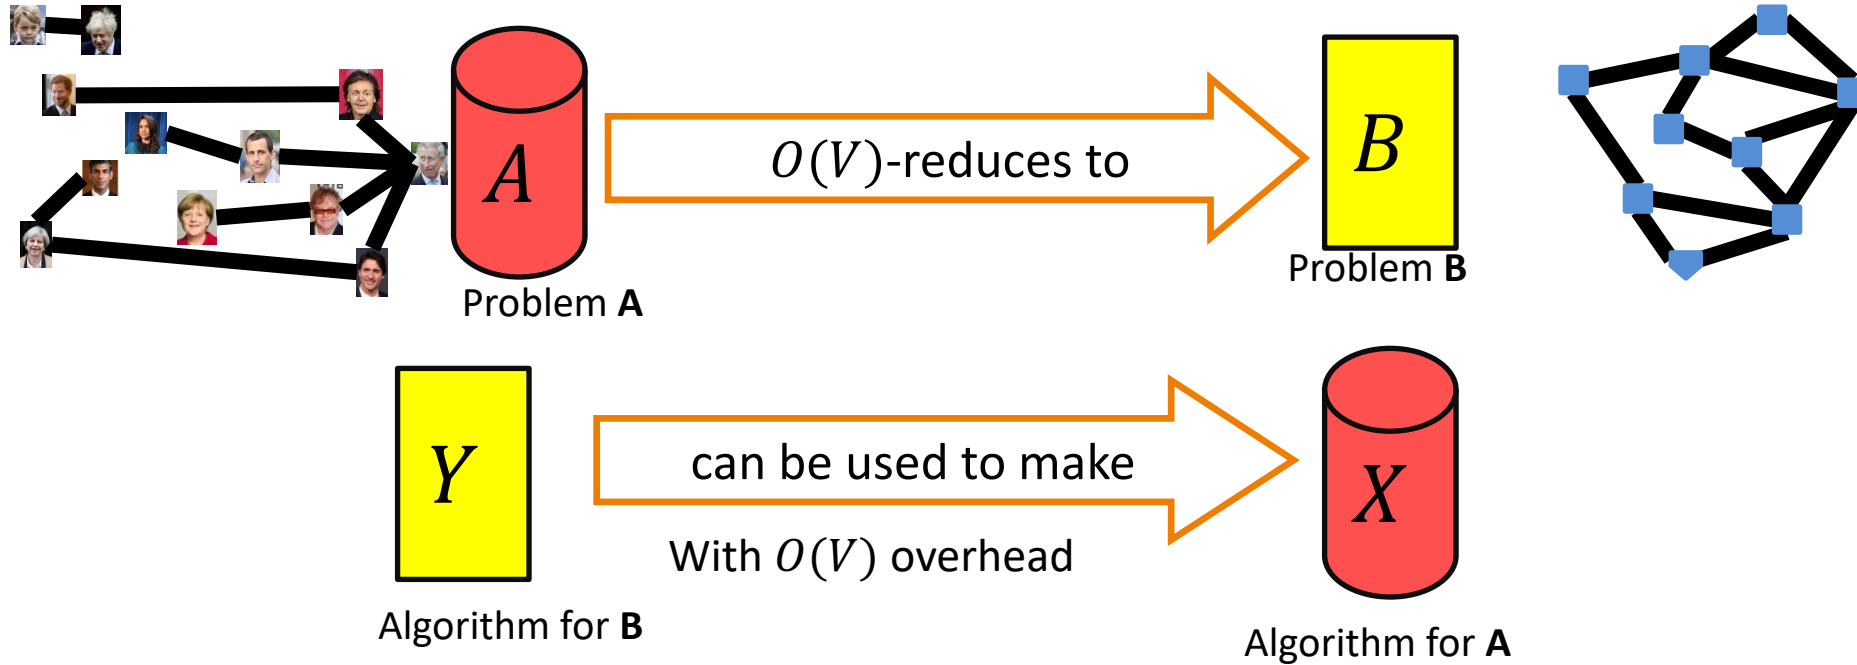 A
O(V)-reduces to
B
Problem A
Problem B
Y
can be used to make
X
With O(V) overhead
Algorithm for B
Algorithm for A